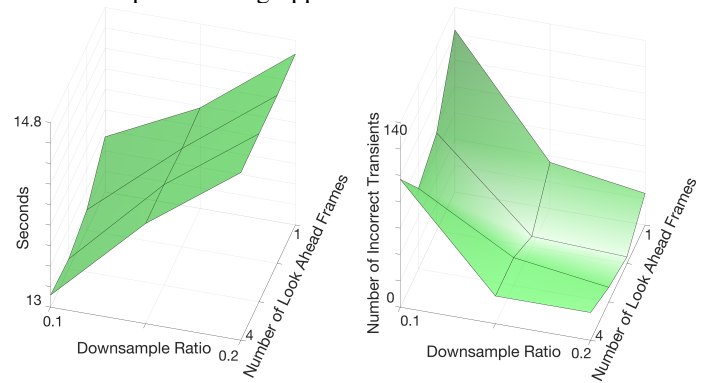 14.8
Seconds
13
0.1
Downsample Ratio
0.2
4
Number of Look Ahead Frames
1
140
Number of Incorrect Transients
0
0.1
Downsample Ratio
0.2
4
Number of Look Ahead Frames
1